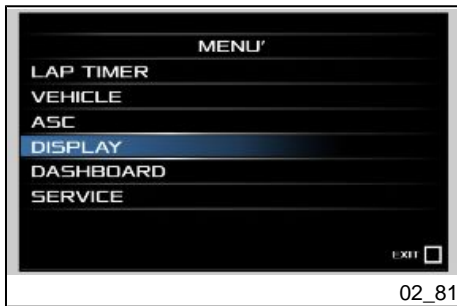 MENU'
LAP TIMER
VEHICLE
ASC
DISPLAY
DASHBOARD
SERVICE
EXIT
02_81